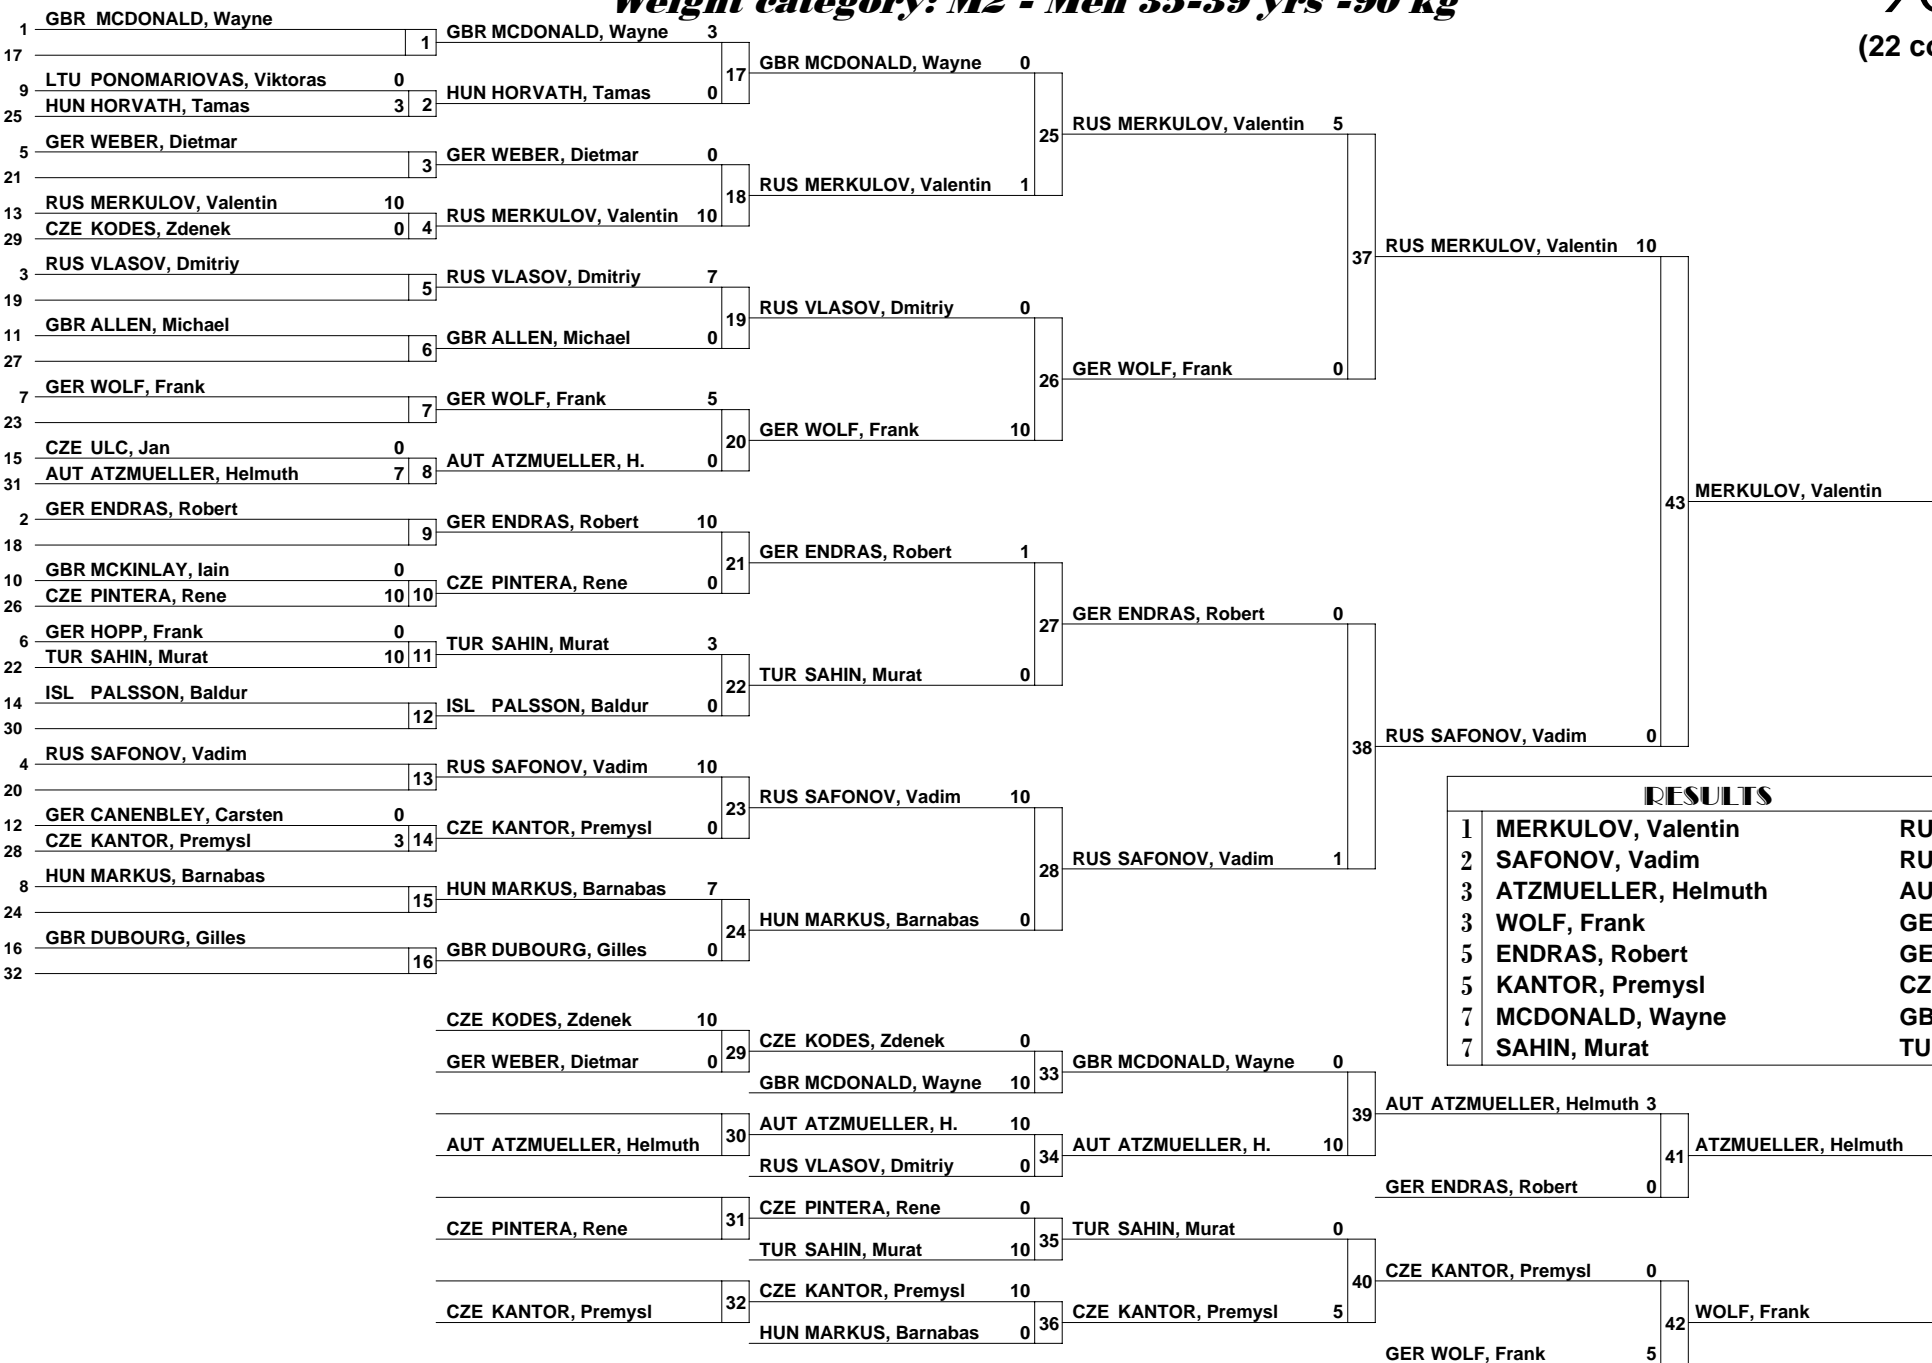 Weight category: M2 - Men 35-39 yrs -90 kg
(22
1 GBR MCDONALD, Wayne
17
1
9 LTU PONOMARIOVAS, Viktoras 0
25 HUN HORVATH, Tamas 3
2
5 GER WEBER, Dietmar
21
3
13 RUS MERKULOV, Valentin 10
29 CZE KODES, Zdenek 0
4
3 RUS VLASOV, Dmitriy
19
5
11 GBR ALLEN, Michael
27
6
7 GER WOLF, Frank
23
7
15 CZE ULC, Jan 0
31 AUT ATZMUELLER, Helmuth 7
8
2 GER ENDRAS, Robert
18
9
10 GBR MCKINLAY, Iain 0
26 CZE PINTERA, Rene 10
10
6 GER HOPP, Frank 0
22 TUR SAHIN, Murat 10
11
14 ISL PALSSON, Baldur
30
12
4 RUS SAFONOV, Vadim
20
13
12 GER CANENBLEY, Carsten 0
28 CZE KANTOR, Premysl 3
14
8 HUN MARKUS, Barnabas
24
15
16 GBR DUBOURG, Gilles
32
16
GBR MCDONALD, Wayne 3
HUN HORVATH, Tamas 0
17
GER WEBER, Dietmar 0
RUS MERKULOV, Valentin 10
18
RUS VLASOV, Dmitriy 7
GBR ALLEN, Michael 0
19
GER WOLF, Frank 5
AUT ATZMUELLER, H. 0
20
GER ENDRAS, Robert 10
CZE PINTERA, Rene 0
21
TUR SAHIN, Murat 3
ISL PALSSON, Baldur 0
22
RUS SAFONOV, Vadim 10
CZE KANTOR, Premysl 0
23
HUN MARKUS, Barnabas 7
GBR DUBOURG, Gilles 0
24
GBR MCDONALD, Wayne 0
RUS MERKULOV, Valentin 1
25
RUS VLASOV, Dmitriy 0
GER WOLF, Frank 10
26
GER ENDRAS, Robert 1
TUR SAHIN, Murat 0
27
RUS SAFONOV, Vadim 10
HUN MARKUS, Barnabas 0
28
RUS MERKULOV, Valentin 5
GER WOLF, Frank 0
37
GER ENDRAS, Robert 0
RUS SAFONOV, Vadim 1
38
RUS MERKULOV, Valentin 10
RUS SAFONOV, Vadim 0
43
MERKULOV, Valentin
RESULTS
1 MERKULOV, Valentin RU
2 SAFONOV, Vadim RU
3 ATZMUELLER, Helmuth AU
3 WOLF, Frank GE
5 ENDRAS, Robert GE
5 KANTOR, Premysl CZ
7 MCDONALD, Wayne GB
7 SAHIN, Murat TU
CZE KODES, Zdenek 10
GER WEBER, Dietmar 0
29
AUT ATZMUELLER, Helmuth
30
CZE PINTERA, Rene
31
CZE KANTOR, Premysl
32
CZE KODES, Zdenek 0
GBR MCDONALD, Wayne 10
33
AUT ATZMUELLER, H. 10
RUS VLASOV, Dmitriy 0
34
CZE PINTERA, Rene 0
TUR SAHIN, Murat 10
35
CZE KANTOR, Premysl 10
HUN MARKUS, Barnabas 0
36
GBR MCDONALD, Wayne 0
AUT ATZMUELLER, H. 10
39
TUR SAHIN, Murat 0
CZE KANTOR, Premysl 5
40
AUT ATZMUELLER, Helmuth 3
GER ENDRAS, Robert 0
41
ATZMUELLER, Helmuth
CZE KANTOR, Premysl 0
GER WOLF, Frank 5
42
WOLF, Frank